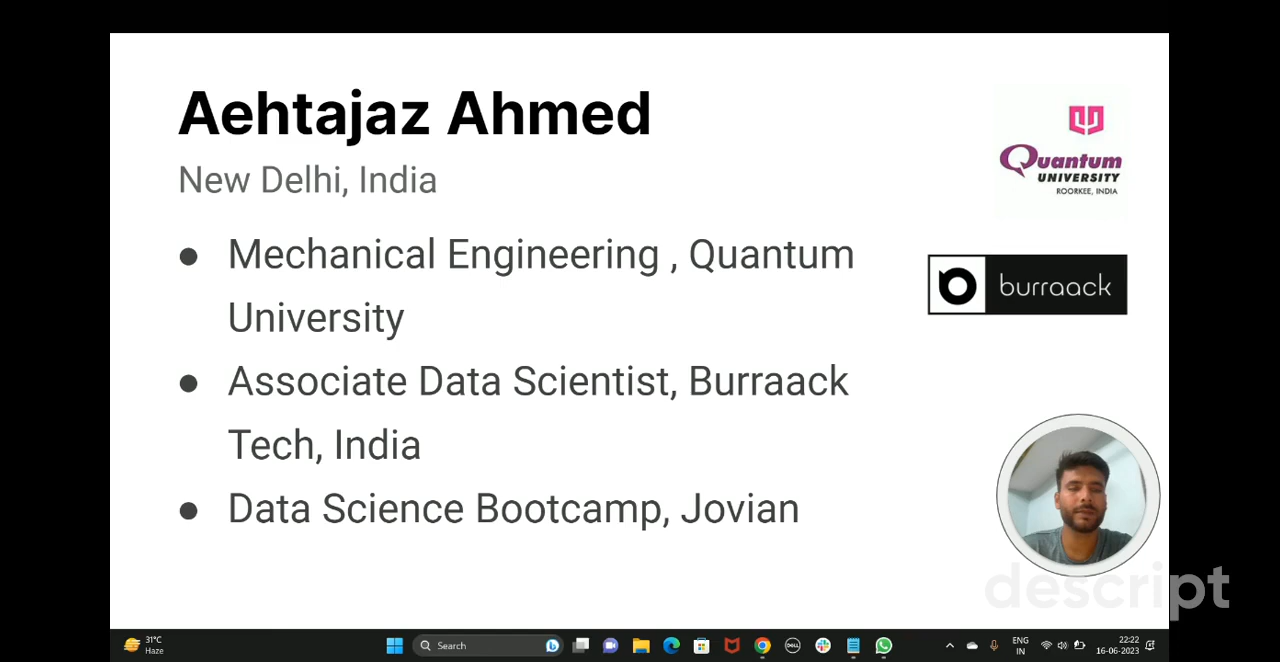 Aehtajaz Ahmed
New Delhi, India
● Mechanical Engineering , Quantum
University
● Associate Data Scientist, Burraack
Tech, India
● Data Science Bootcamp, Jovian
Quantum
UNIVERSITY
ROORKEE, INDIA
burraack
descript
31°C
Haze
Search
DELL
ENG
IN
22:22
16-06-2023